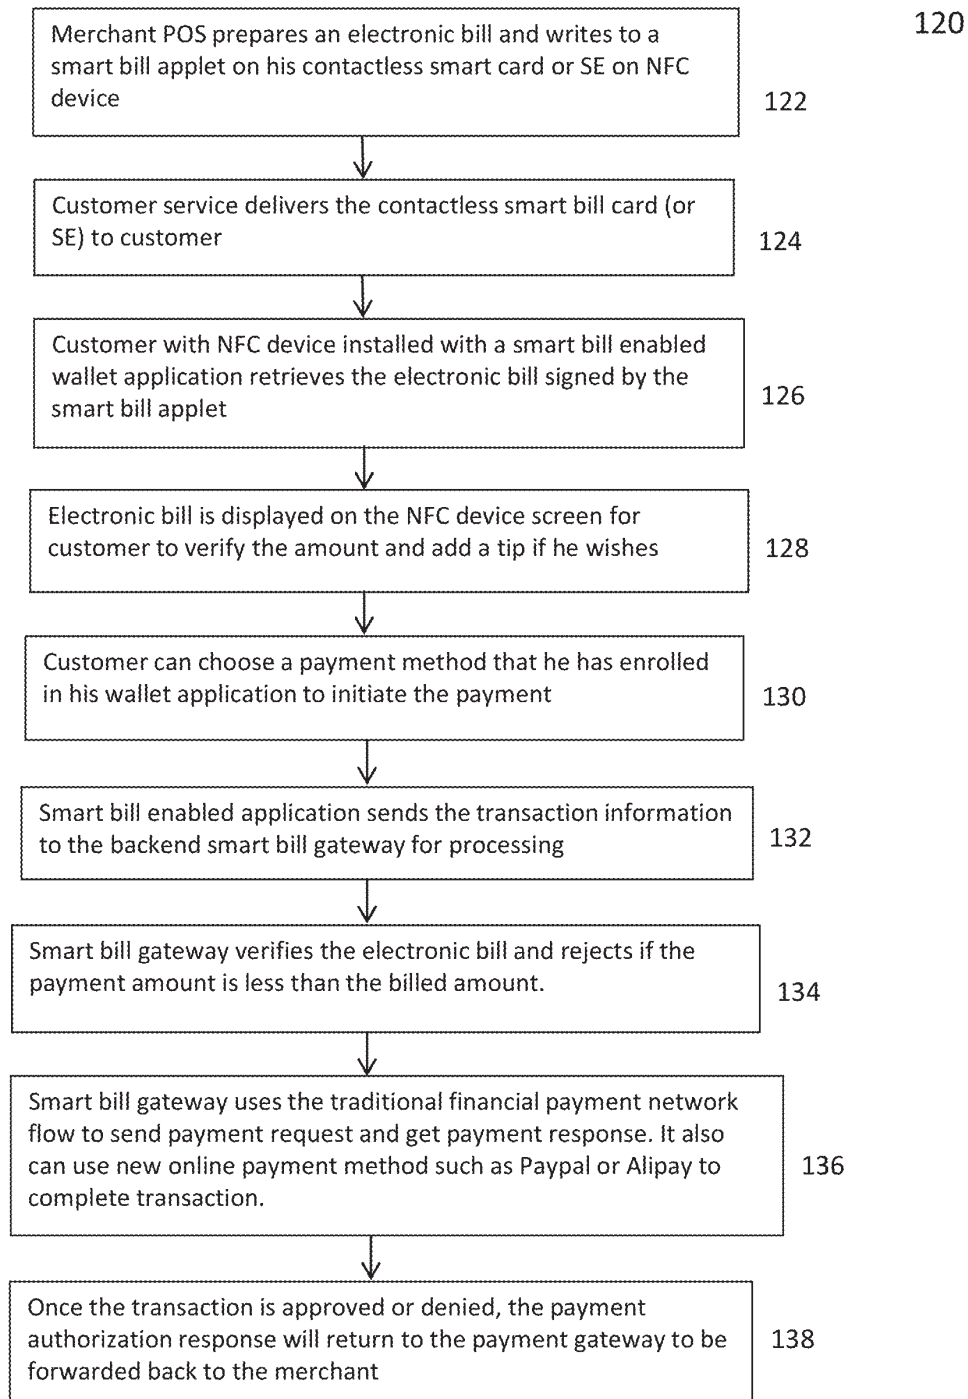 120
Merchant POS prepares an electronic bill and writes to a
smart bill applet on his contactless smart card or SE on NFC
device
122
Customer service delivers the contactless smart bill card (or
SE) to customer
124
Customer with NFC device installed with a smart bill enabled
wallet application retrieves the electronic bill signed by the
smart bill applet
126
Electronic bill is displayed on the NFC device screen for
customer to verify the amount and add a tip if he wishes
128
Customer can choose a payment method that he has enrolled
in his wallet application to initiate the payment
130
Smart bill enabled application sends the transaction information
to the backend smart bill gateway for processing
132
Smart bill gateway verifies the electronic bill and rejects if the
payment amount is less than the billed amount.
134
Smart bill gateway uses the traditional financial payment network
flow to send payment request and get payment response. It also
can use new online payment method such as Paypal or Alipay to
complete transaction.
136
Once the transaction is approved or denied, the payment
authorization response will return to the payment gateway to be
forwarded back to the merchant
138